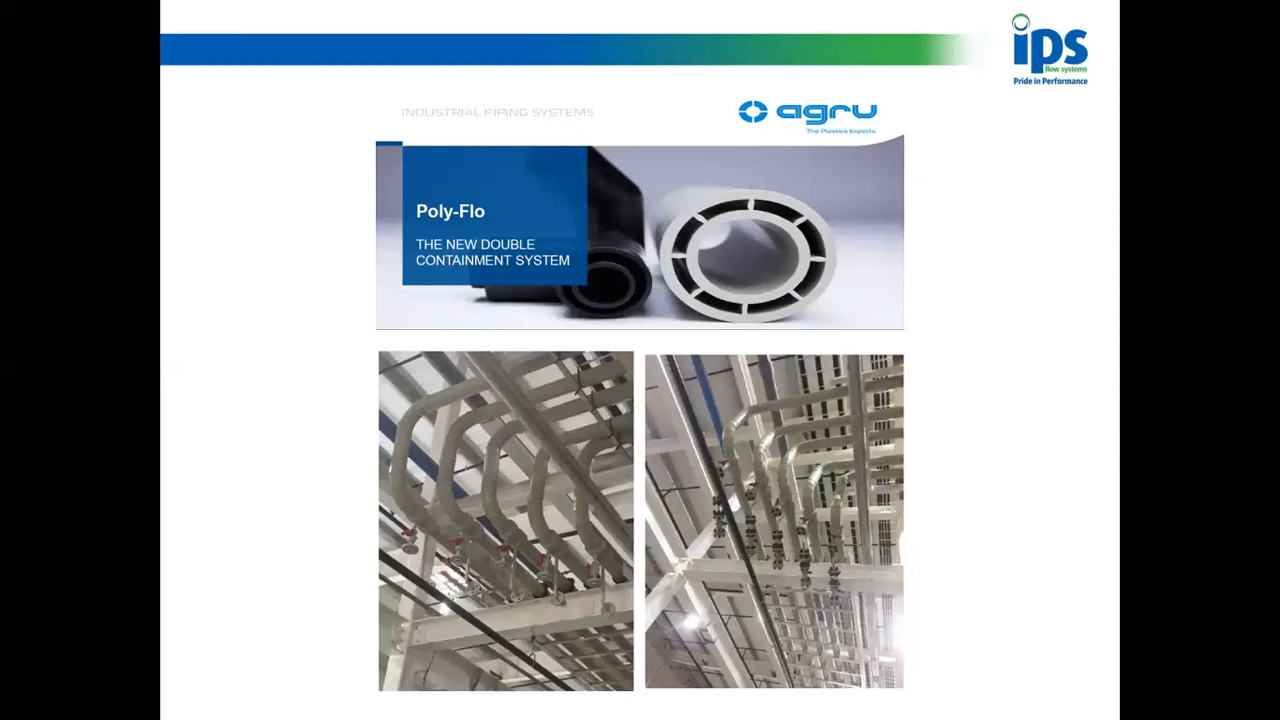 ips
flow systems
Pride in Performance
INDUSTRIAL PIPING SYSTEMS
agru
The Plastics Experts.
Poly-Flo
THE NEW DOUBLE
CONTAINMENT SYSTEM